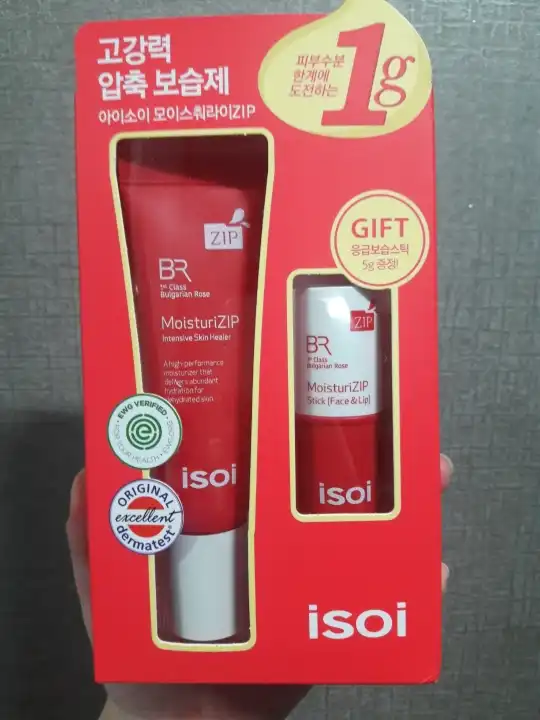 고강력
압축 보습제
아이소이 모이스춰라이ZIP
피부수분
한계에
도전하는
1g
GIFT
응급보습스틱
5g 증정!
ZIP
BR
1st Class
Bulgarian Rose
MoisturiZIP
Intensive Skin Healer
A high-performance
moisturizer that
delivers abundant
hydration for
dehydrated skin.
isoi
ZIP
BR
1st Class
Bulgarian Rose
MoisturiZIP
Stick [Face & Lip]
isoi
EWG VERIFIED
FOR YOUR HEALTH
ORIGINAL
excellent
dermatest
isoi